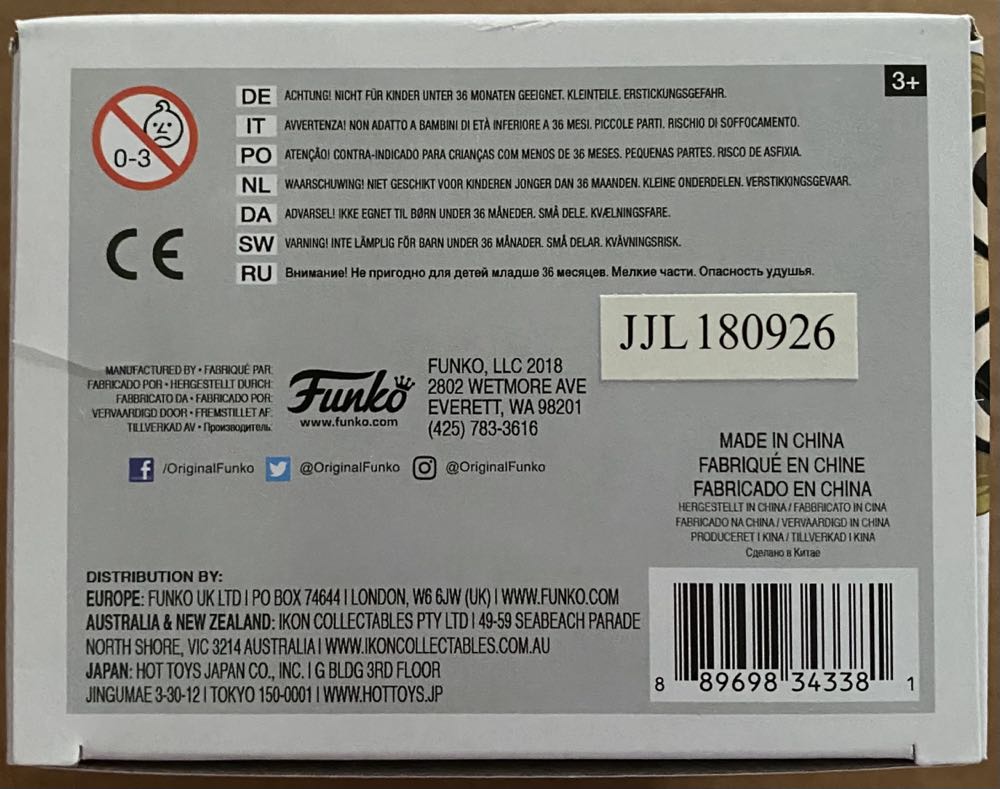 3+
0-3
DE ACHTUNG! NICHT FÜR KINDER UNTER 36 MONATEN GEEIGNET. KLEINTEILE. ERSTICKUNGSGEFAHR.
IT AVVERTENZA! NON ADATTO A BAMBINI DI ETÀ INFERIORE A 36 MESI. PICCOLE PARTI. RISCHIO DI SOFFOCAMENTO.
PO ATENÇÃO! CONTRA-INDICADO PARA CRIANÇAS COM MENOS DE 36 MESES. PEQUENAS PARTES. RISCO DE ASFIXIA.
NL WAARSCHUWING! NIET GESCHIKT VOOR KINDEREN JONGER DAN 36 MAANDEN. KLEINE ONDERDELEN. VERSTIKKINGSGEVAAR.
DA ADVARSEL! IKKE EGNET TIL BØRN UNDER 36 MÅNEDER. SMÅ DELE. KVÆLNINGSFARE.
SW VARNING! INTE LÄMPLIG FÖR BARN UNDER 36 MÅNADER. SMÅ DELAR. KVÄVNINGSRISK.
RU Внимание! Не пригодно для детей младше 36 месяцев. Мелкие части. Опасность удушья.
CE
JJL 180926
MANUFACTURED BY • FABRIQUÉ PAR:
FABRICADO POR • HERGESTELLT DURCH:
FABBRICATO DA • FABRICADO POR:
VERVAARDIGD DOOR • FREMSTILLET AF:
TILLVERKAD AV • Производитель:
Funko
www.funko.com
FUNKO, LLC 2018
2802 WETMORE AVE
EVERETT, WA 98201
(425) 783-3616
f /OriginalFunko @OriginalFunko @OriginalFunko
MADE IN CHINA
FABRIQUÉ EN CHINE
FABRICADO EN CHINA
HERGESTELLT IN CHINA / FABBRICATO IN CINA
FABRICADO NA CHINA / VERVAARDIGD IN CHINA
PRODUCERET I KINA / TILLVERKAD I KINA
Сделано в Китае
DISTRIBUTION BY:
EUROPE: FUNKO UK LTD | PO BOX 74644 | LONDON, W6 6JW (UK) | WWW.FUNKO.COM
AUSTRALIA & NEW ZEALAND: IKON COLLECTABLES PTY LTD | 49-59 SEABEACH PARADE
NORTH SHORE, VIC 3214 AUSTRALIA | WWW.IKONCOLLECTABLES.COM.AU
JAPAN: HOT TOYS JAPAN CO., INC. | G BLDG 3RD FLOOR
JINGUMAE 3-30-12 | TOKYO 150-0001 | WWW.HOTTOYS.JP
8 89698 34338 1